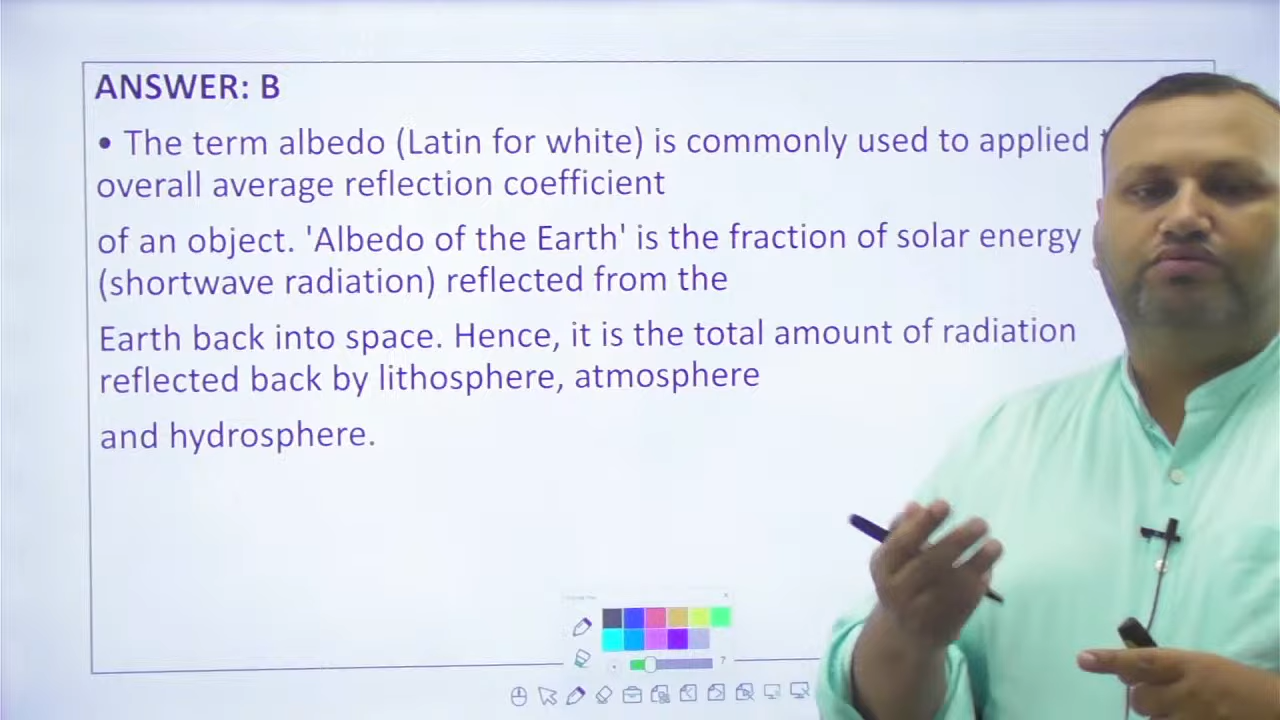 ANSWER: B
• The term albedo (Latin for white) is commonly used to applied
overall average reflection coefficient
of an object. 'Albedo of the Earth' is the fraction of solar energy
(shortwave radiation) reflected from the
Earth back into space. Hence, it is the total amount of radiation
reflected back by lithosphere, atmosphere
and hydrosphere.
7